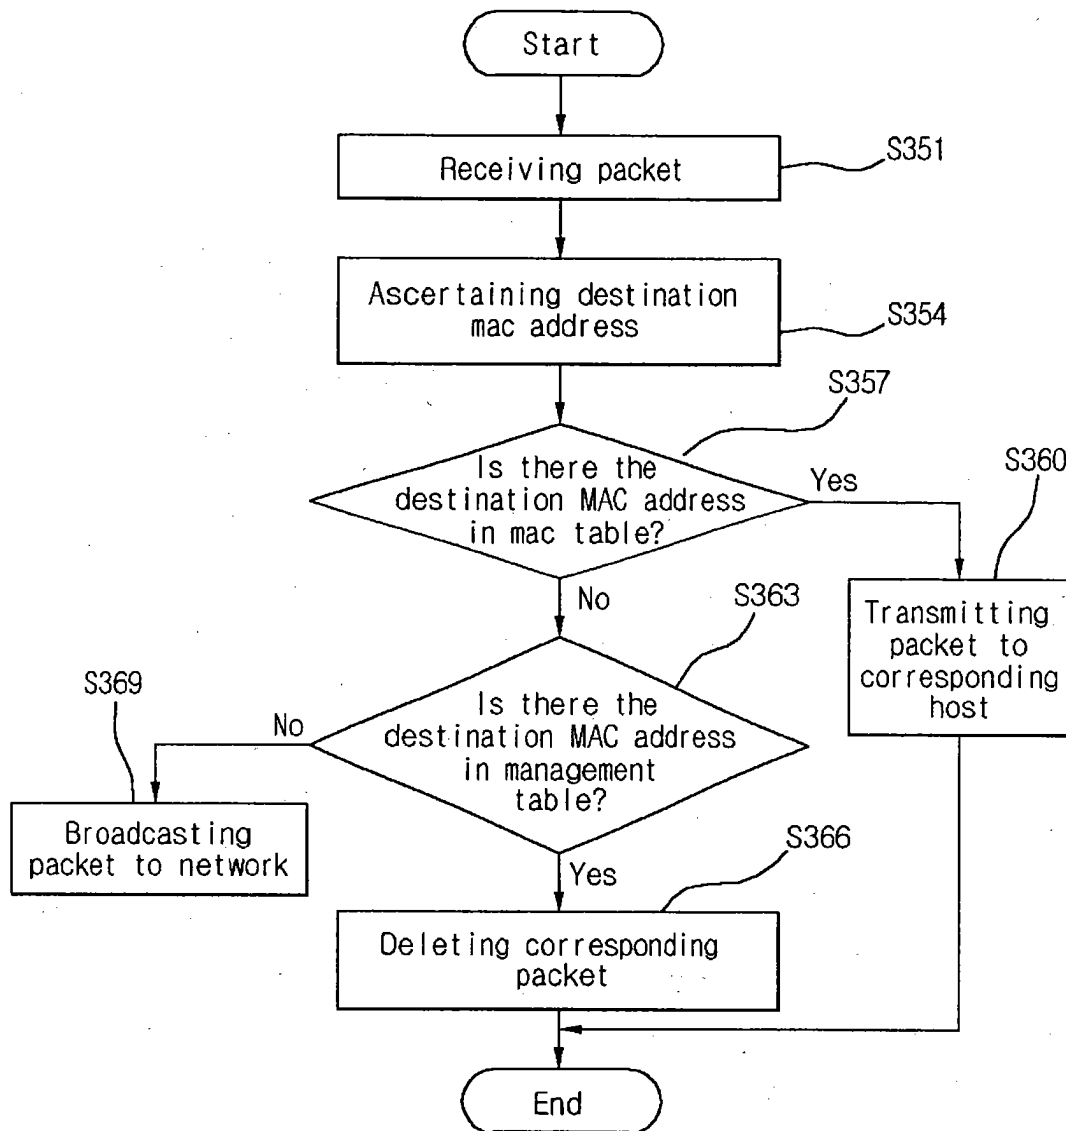 Start
Receiving packet
S351
Ascertaining destination
mac address
S354
S357
Is there the
destination MAC address
in mac table?
Yes
S360
No
Transmitting
packet to
corresponding
host
S363
Is there the
destination MAC address
in management
table?
No
S369
Broadcasting
packet to network
Yes
S366
Deleting corresponding
packet
End